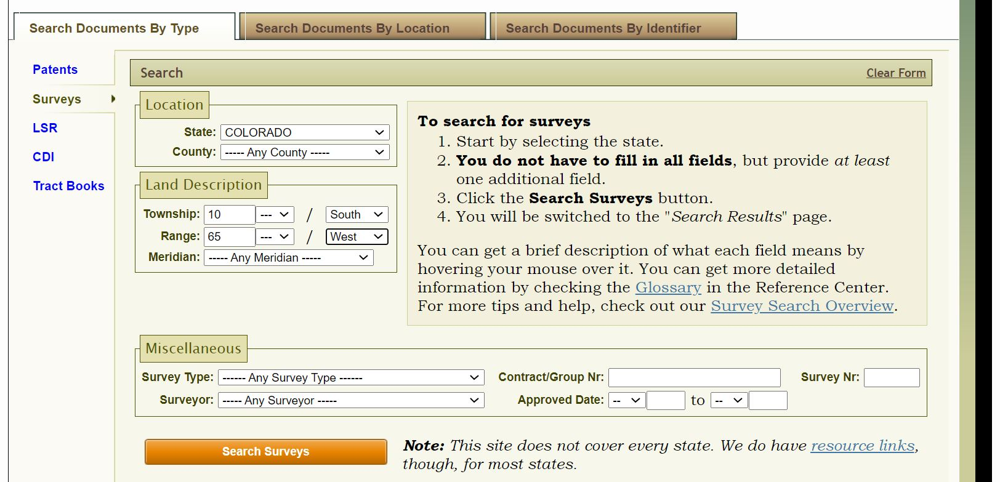 Search Documents By Type
Search Documents By Location
Search Documents By Identifier
Patents
Surveys
LSR
CDI
Tract Books
Search
Clear Form
Location
State: COLORADO
County: ----- Any County -----
Land Description
Township: 10 --- / South
Range: 65 --- / West
Meridian: ----- Any Meridian -----
To search for surveys
1. Start by selecting the state.
2. You do not have to fill in all fields, but provide at least
one additional field.
3. Click the Search Surveys button.
4. You will be switched to the "Search Results" page.
You can get a brief description of what each field means by
hovering your mouse over it. You can get more detailed
information by checking the Glossary in the Reference Center.
For more tips and help, check out our Survey Search Overview.
Miscellaneous
Survey Type: ------ Any Survey Type ------
Contract/Group Nr:
Survey Nr:
Surveyor: ----- Any Surveyor -----
Approved Date: -- to --
Search Surveys
Note: This site does not cover every state. We do have resource links,
though, for most states.